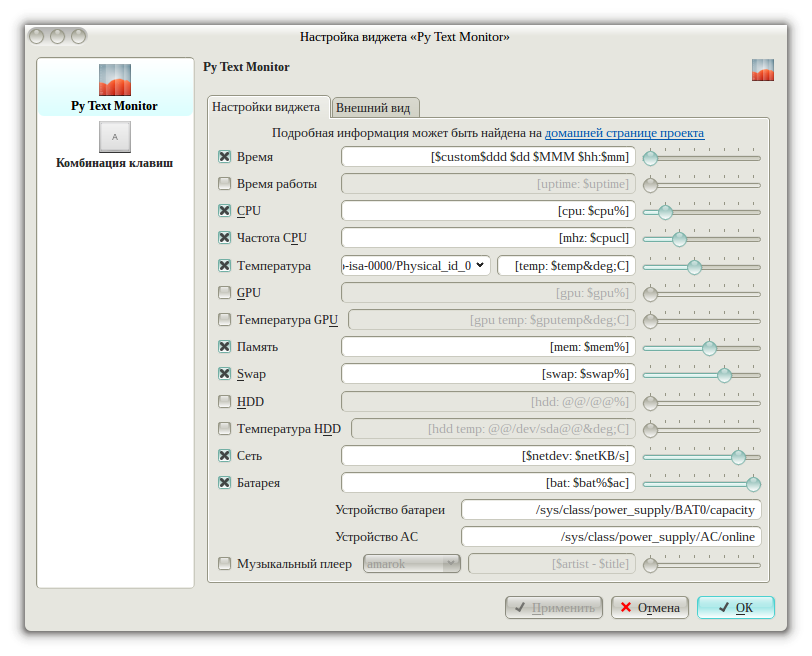 Настройка виджета «Py Text Monitor»
Py Text Monitor
A
Комбинация клавиш
Py Text Monitor
Настройки виджета
Внешний вид
Подробная информация может быть найдена на домашней странице проекта
Время [$custom$ddd $dd $MMM $hh:$mm]
Время работы [uptime: $uptime]
CPU [cpu: $cpu%]
Частота CPU [mhz: $cpucl]
Температура -isa-0000/Physical_id_0 [temp: $temp&deg;C]
GPU [gpu: $gpu%]
Температура GPU [gpu temp: $gputemp&deg;C]
Память [mem: $mem%]
Swap [swap: $swap%]
HDD [hdd: @@/@@%]
Температура HDD [hdd temp: @@/dev/sda@@&deg;C]
Сеть [$netdev: $netKB/s]
Батарея [bat: $bat%$ac]
Устройство батареи /sys/class/power_supply/BAT0/capacity
Устройство AC /sys/class/power_supply/AC/online
Музыкальный плеер amarok [$artist - $title]
Применить
Отмена
ОК